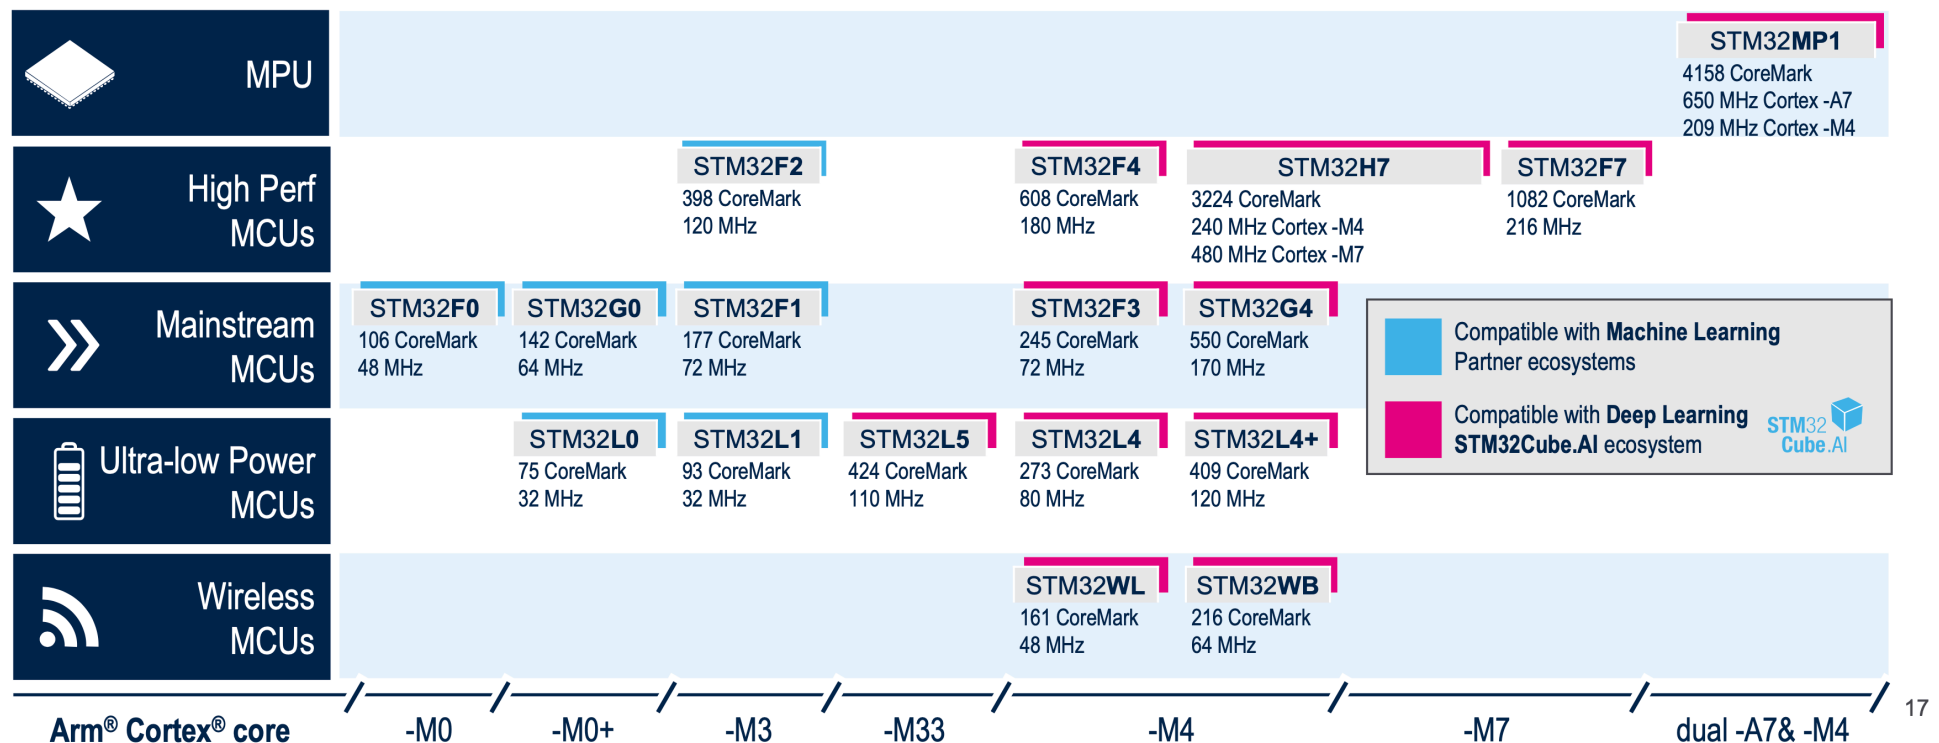 MPU
STM32MP1
4158 CoreMark
650 MHz Cortex -A7
209 MHz Cortex -M4
High Perf
MCUs
STM32F2
398 CoreMark
120 MHz
STM32F4
608 CoreMark
180 MHz
STM32H7
3224 CoreMark
240 MHz Cortex -M4
480 MHz Cortex -M7
STM32F7
1082 CoreMark
216 MHz
Mainstream
MCUs
STM32F0
106 CoreMark
48 MHz
STM32G0
142 CoreMark
64 MHz
STM32F1
177 CoreMark
72 MHz
STM32F3
245 CoreMark
72 MHz
STM32G4
550 CoreMark
170 MHz
Compatible with Machine Learning
Partner ecosystems
Compatible with Deep Learning
STM32Cube.AI ecosystem
STM32
Cube.AI
Ultra-low Power
MCUs
STM32L0
75 CoreMark
32 MHz
STM32L1
93 CoreMark
32 MHz
STM32L5
424 CoreMark
110 MHz
STM32L4
273 CoreMark
80 MHz
STM32L4+
409 CoreMark
120 MHz
Wireless
MCUs
STM32WL
161 CoreMark
48 MHz
STM32WB
216 CoreMark
64 MHz
Arm® Cortex® core
-M0
-M0+
-M3
-M33
-M4
-M7
dual -A7& -M4
17